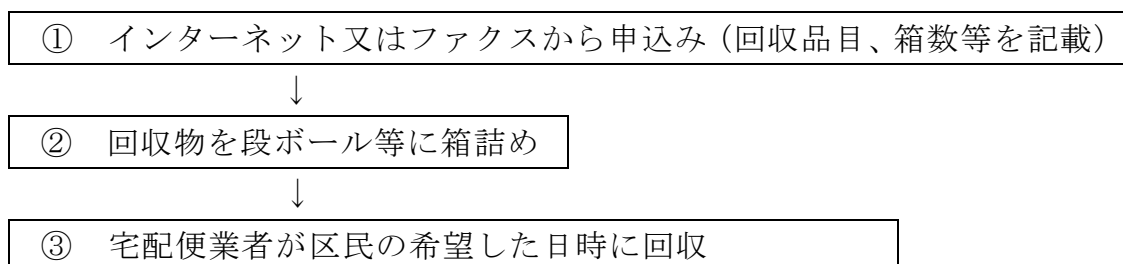 ① インターネット又はファクスから申込み（回収品目、箱数等を記載）
↓
② 回収物を段ボール等に箱詰め
↓
③ 宅配便業者が区民の希望した日時に回収